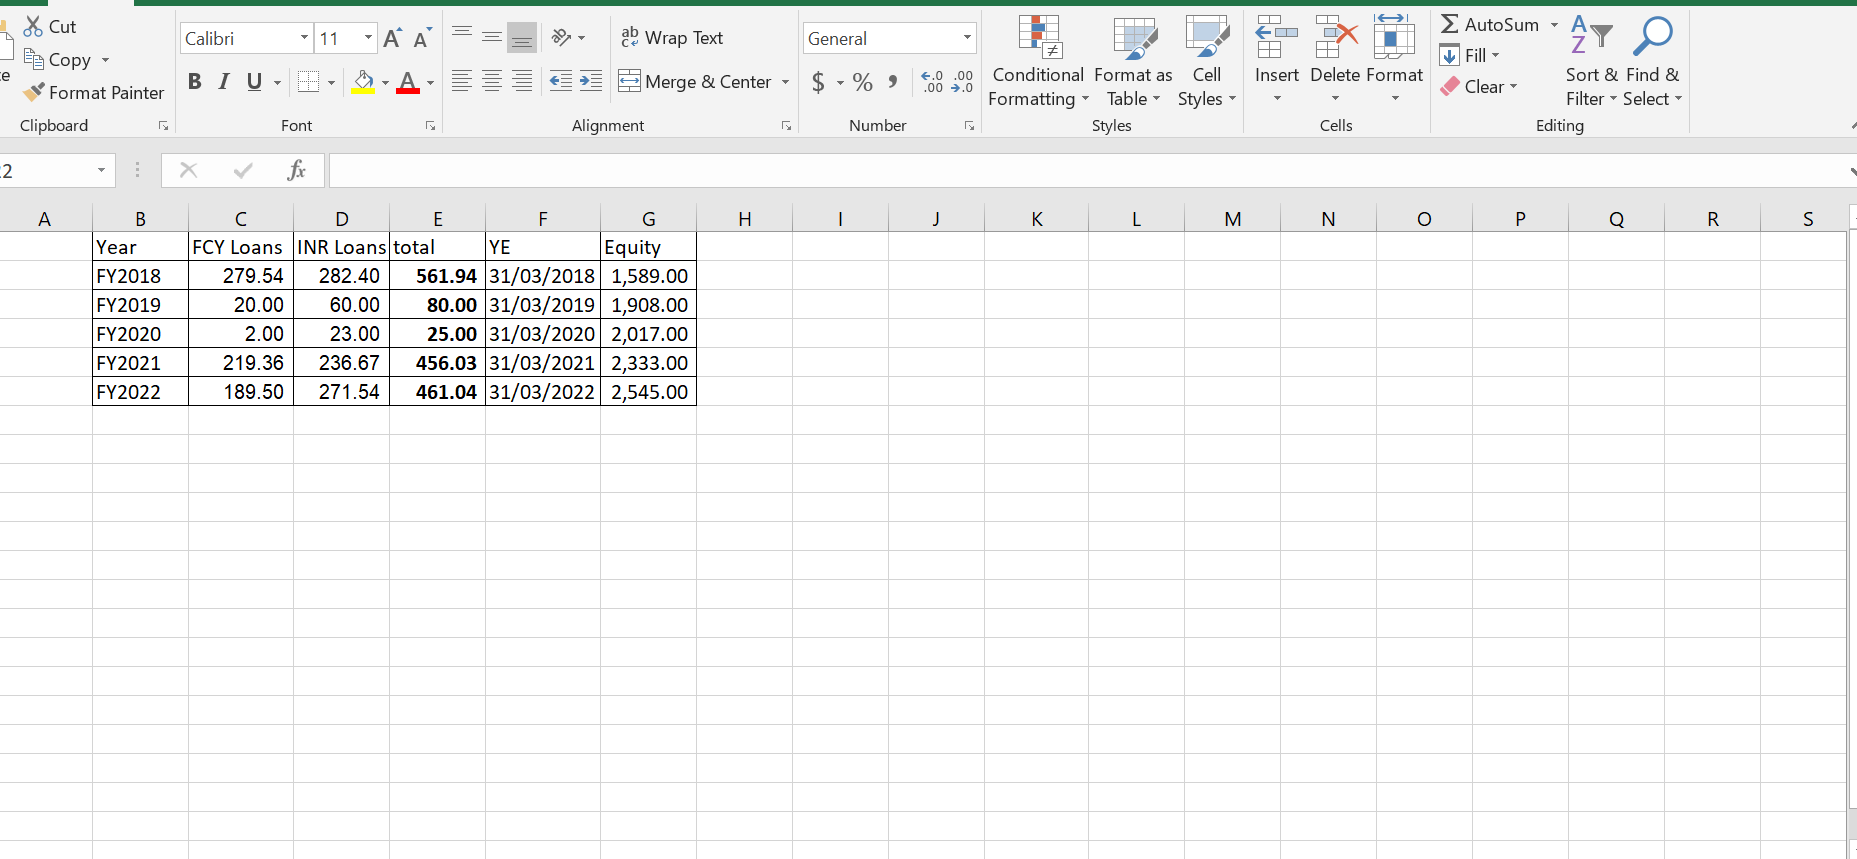 Cut
Copy
Format Painter
Clipboard
Calibri 11 A A
B I U A
Font
ab Wrap Text
Merge & Center
Alignment
General
$ % , .0 .00 .00 .0
Number
Conditional Formatting
Format as Table
Cell Styles
Styles
Insert
Delete
Format
Cells
AutoSum
Fill
Clear
Sort & Filter
Find & Select
Editing
fx
A B C D E F G H I J K L M N O P Q R S
Year FCY Loans INR Loans total YE Equity
FY2018 279.54 282.40 561.94 31/03/2018 1,589.00
FY2019 20.00 60.00 80.00 31/03/2019 1,908.00
FY2020 2.00 23.00 25.00 31/03/2020 2,017.00
FY2021 219.36 236.67 456.03 31/03/2021 2,333.00
FY2022 189.50 271.54 461.04 31/03/2022 2,545.00